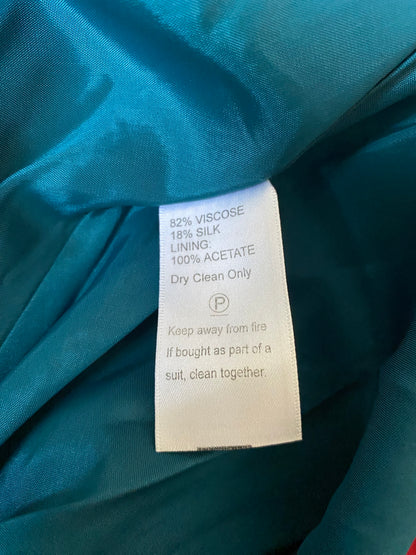 82% VISCOSE
18% SILK
LINING:
100% ACETATE
Dry Clean Only
P
Keep away from fire
If bought as part of a
suit, clean together.